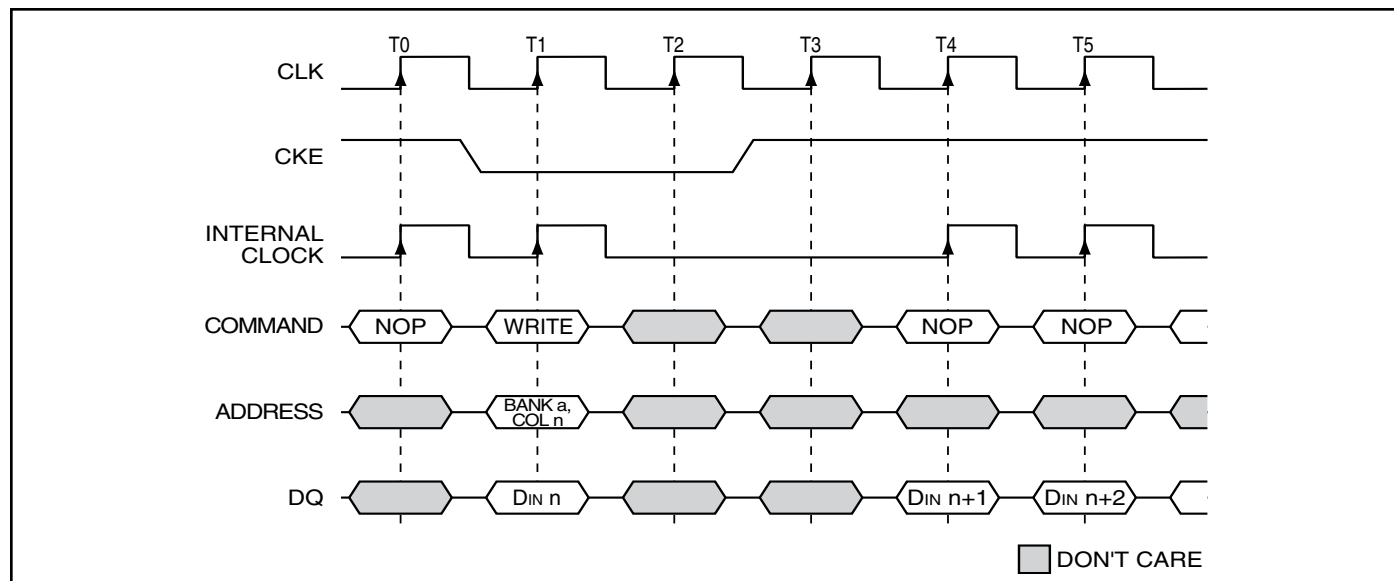 T0 T1 T2 T3 T4 T5
CLK
CKE
INTERNAL
CLOCK
COMMAND NOP WRITE NOP NOP
ADDRESS BANK a,
COL n
DQ DIN n DIN n+1 DIN n+2
DON'T CARE